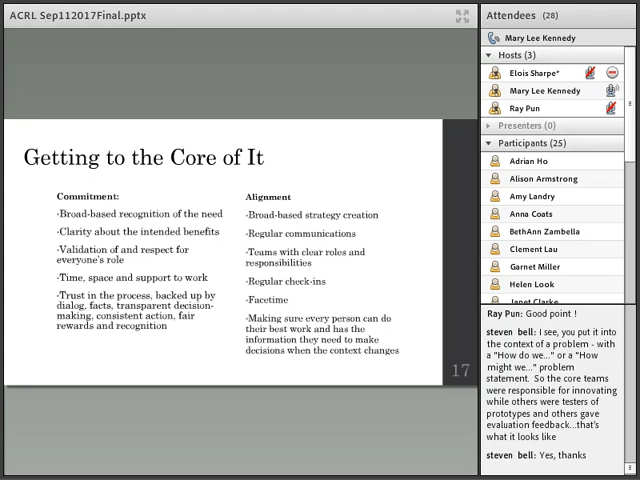 ACRL Sep112017Final.pptx
Getting to the Core of It
Commitment:
-Broad-based recognition of the need
-Clarity about the intended benefits
-Validation of and respect for
everyone's role
-Time, space and support to work
-Trust in the process, backed up by
dialog, facts, transparent decision-
making, consistent action, fair
rewards and recognition
Alignment
-Broad-based strategy creation
-Regular communications
-Teams with clear roles and
responsibilities
-Regular check-ins
-Facetime
-Making sure every person can do
their best work and has the
information they need to make
decisions when the context changes
17
Attendees (28)
Mary Lee Kennedy
Hosts (3)
Elois Sharpe*
Mary Lee Kennedy
Ray Pun
Presenters (0)
Participants (25)
Adrian Ho
Alison Armstrong
Amy Landry
Anna Coats
BethAnn Zambella
Clement Lau
Garnet Miller
Helen Look
Janet Clarke
Ray Pun: Good point !
steven bell: I see, you put it into
the context of a problem - with
a "How do we..." or a "How
might we..." problem
statement. So the core teams
were responsible for innovating
while others were testers of
prototypes and others gave
evaluation feedback...that's
what it looks like
steven bell: Yes, thanks